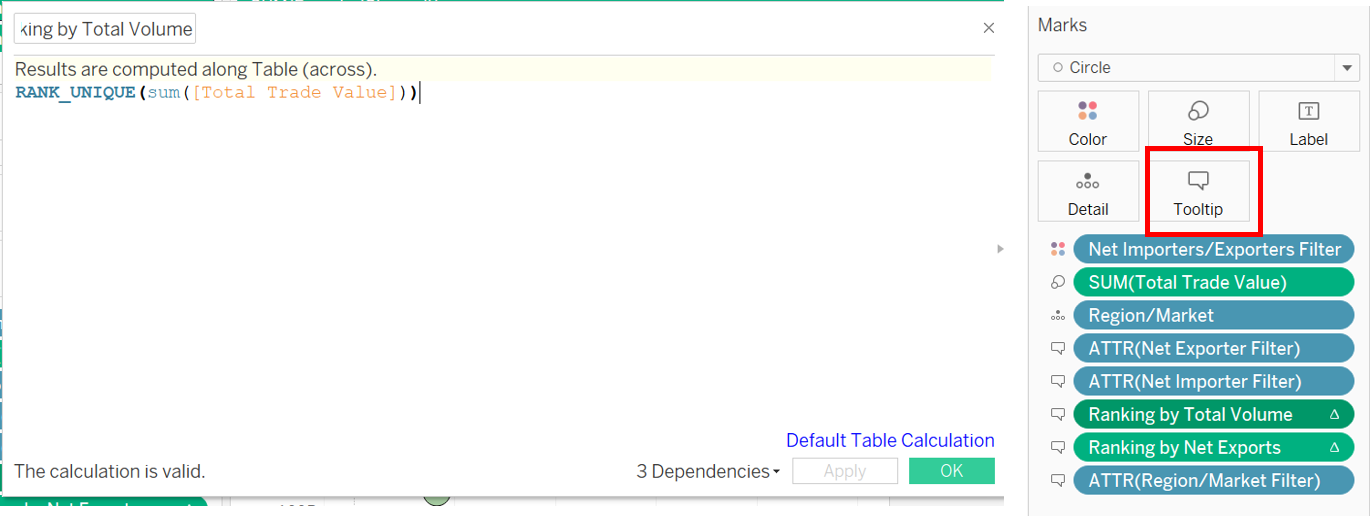 king by Total Volume
Results are computed along Table (across).
RANK_UNIQUE(sum([Total Trade Value]))
Default Table Calculation
The calculation is valid.
3 Dependencies
Apply
OK
Marks
Circle
Color
Size
Label
Detail
Tooltip
Net Importers/Exporters Filter
SUM(Total Trade Value)
Region/Market
ATTR(Net Exporter Filter)
ATTR(Net Importer Filter)
Ranking by Total Volume
Ranking by Net Exports
ATTR(Region/Market Filter)